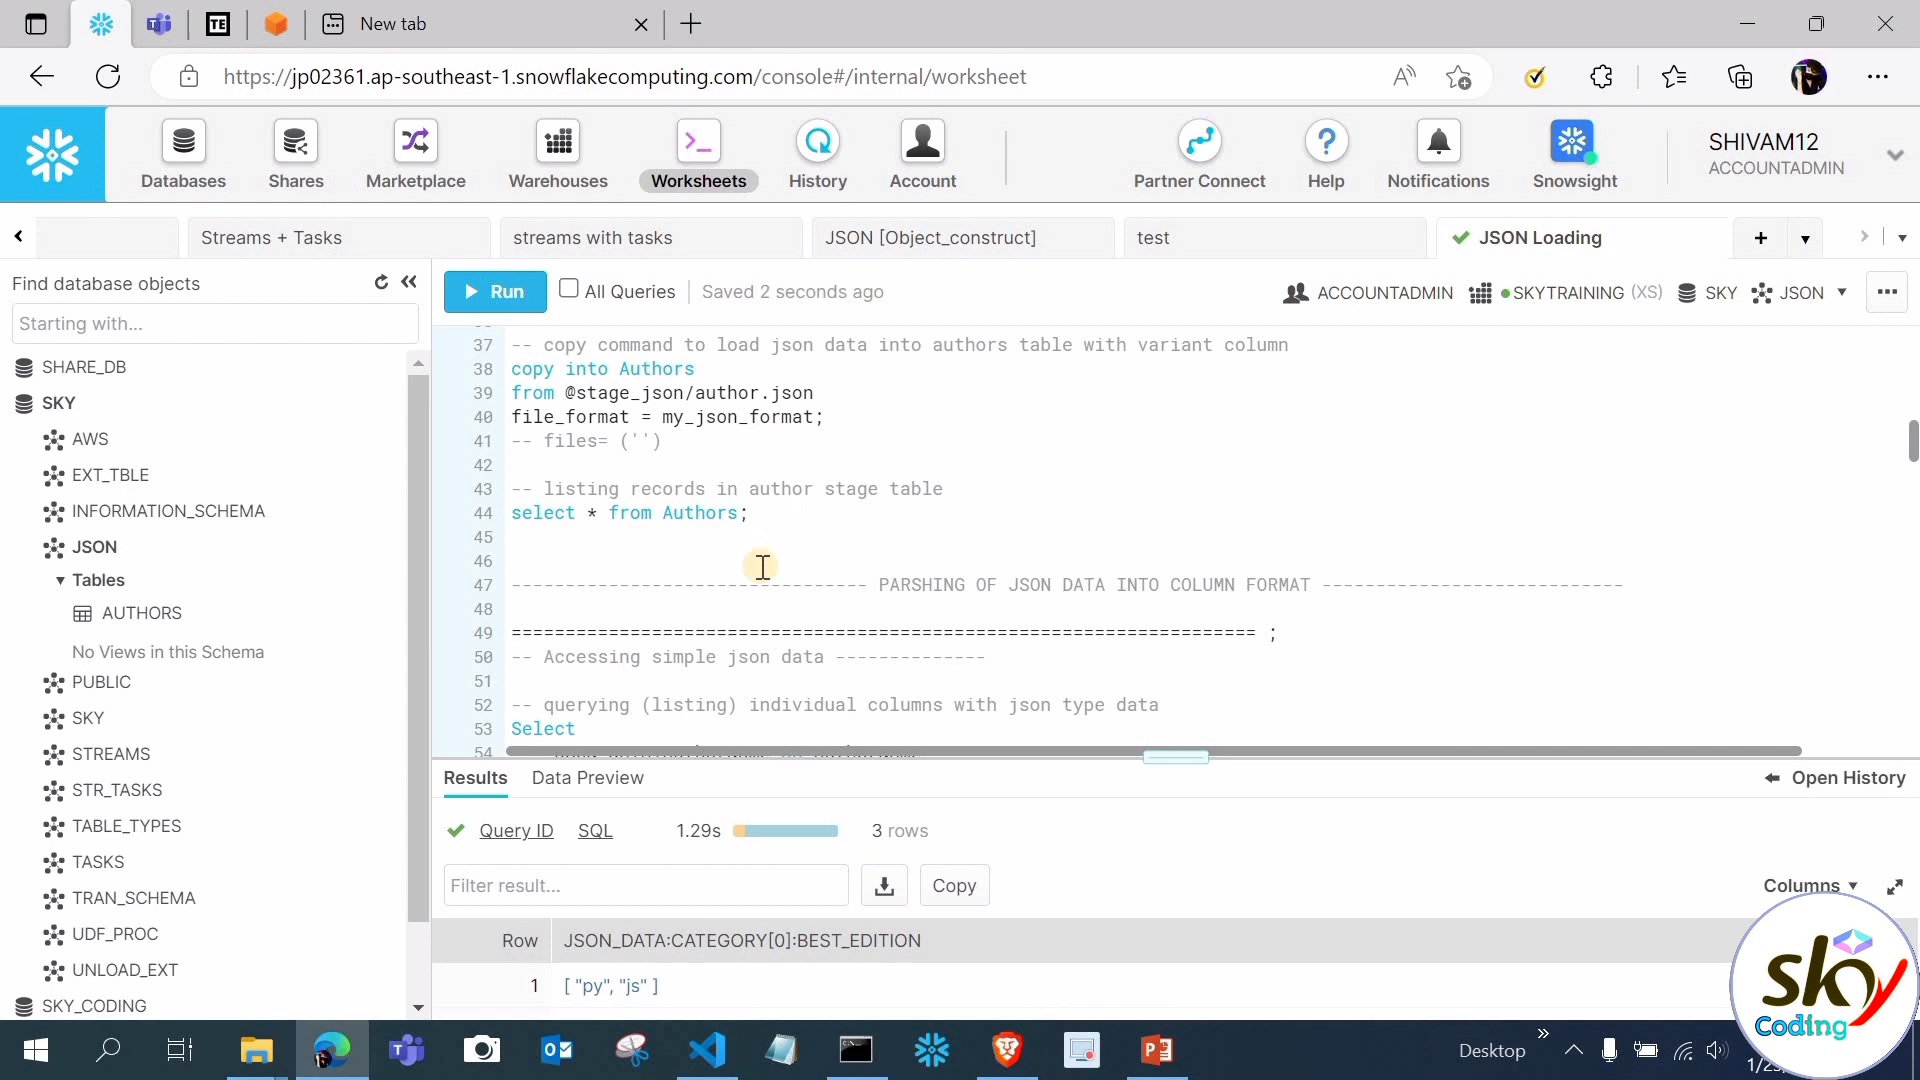 New tab
https://jp02361.ap-southeast-1.snowflakecomputing.com/console#/internal/worksheet
Databases
Shares
Marketplace
Warehouses
Worksheets
History
Account
Partner Connect
Help
Notifications
Snowsight
SHIVAM12
ACCOUNTADMIN
Streams + Tasks
streams with tasks
JSON [Object_construct]
test
JSON Loading
Find database objects
Starting with...
SHARE_DB
SKY
AWS
EXT_TBLE
INFORMATION_SCHEMA
JSON
Tables
AUTHORS
No Views in this Schema
PUBLIC
SKY
STREAMS
STR_TASKS
TABLE_TYPES
TASKS
TRAN_SCHEMA
UDF_PROC
UNLOAD_EXT
SKY_CODING
Run
All Queries
Saved 2 seconds ago
ACCOUNTADMIN
SKYTRAINING (XS)
SKY
JSON
37 -- copy command to load json data into authors table with variant column
38 copy into Authors
39 from @stage_json/author.json
40 file_format = my_json_format;
41 -- files= ('')
42
43 -- listing records in author stage table
44 select * from Authors;
45
46
47 --------------------------------- PARSHING OF JSON DATA INTO COLUMN FORMAT ----------------------------
48
49 ===================================================================== ;
50 -- Accessing simple json data --------------
51
52 -- querying (listing) individual columns with json type data
53 Select
54
Results
Data Preview
Open History
Query ID
SQL
1.29s
3 rows
Filter result...
Copy
Columns
Row JSON_DATA:CATEGORY[0]:BEST_EDITION
1 [ "py", "js" ]
sky
Coding
Desktop